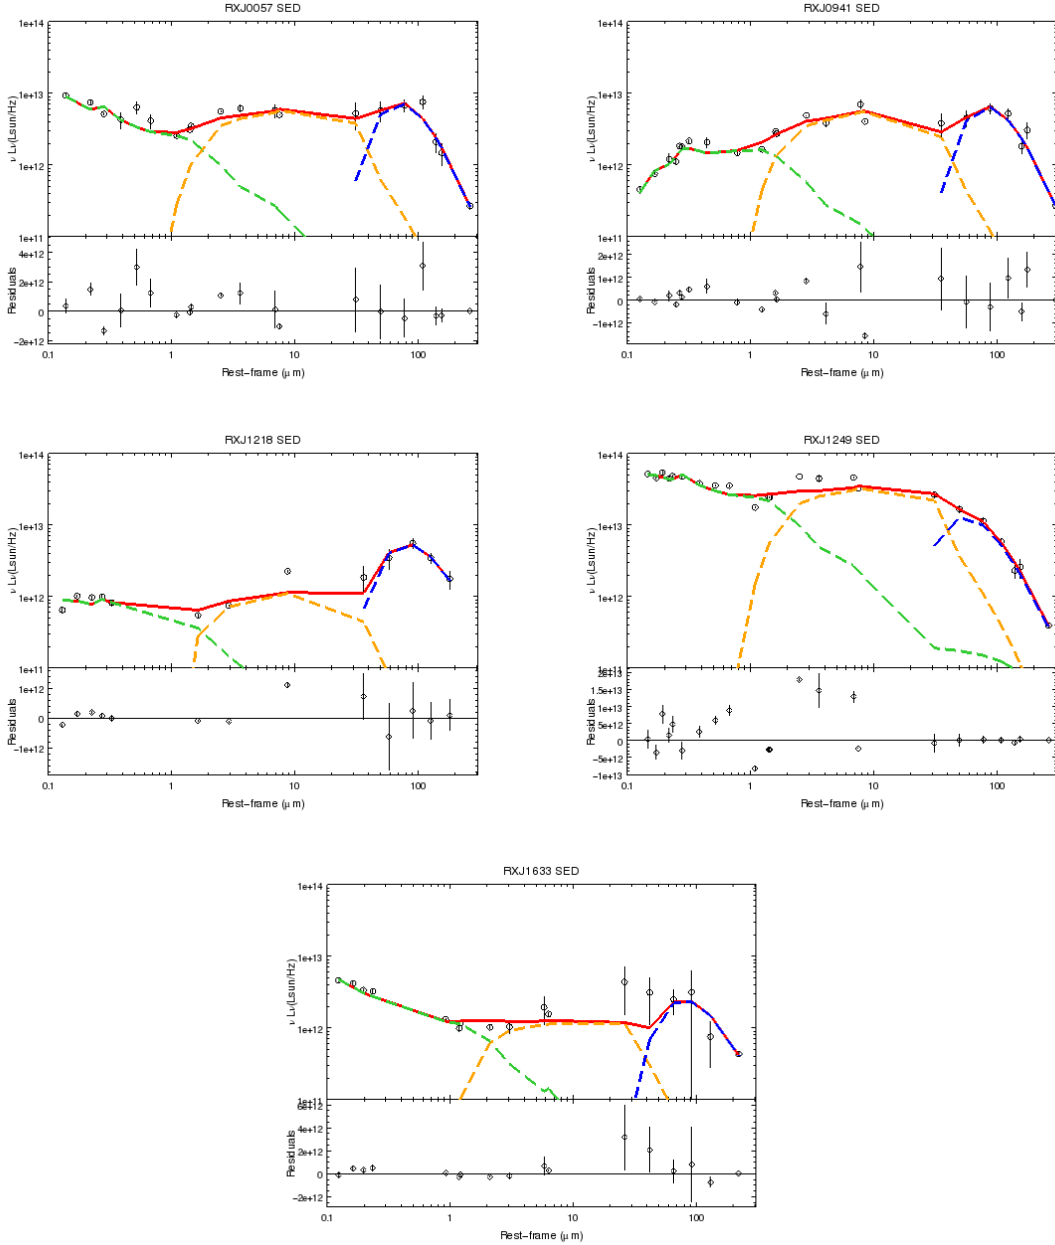 RXJ0057 SED
1e+14
1e+13
1e+12
1e+11
ν Lν(Lsun/Hz)
4e+12
2e+12
0
−2e+12
Residuals
0.1 1 10 100
Rest−frame (μ m)
RXJ0941 SED
1e+14
1e+13
1e+12
1e+11
ν Lν(Lsun/Hz)
2e+12
1e+12
0
−1e+12
Residuals
0.1 1 10 100
Rest−frame (μ m)
RXJ1218 SED
1e+14
1e+13
1e+12
1e+11
ν Lν(Lsun/Hz)
1e+12
0
−1e+12
Residuals
0.1 1 10 100
Rest−frame (μ m)
RXJ1249 SED
1e+14
1e+13
1e+12
1e+11
ν Lν(Lsun/Hz)
2e+13
1.5e+13
1e+13
5e+12
0
−5e+12
−1e+13
Residuals
0.1 1 10 100
Rest−frame (μ m)
RXJ1633 SED
1e+14
1e+13
1e+12
1e+11
ν Lν(Lsun/Hz)
6e+12
4e+12
2e+12
0
−2e+12
Residuals
0.1 1 10 100
Rest−frame (μ m)